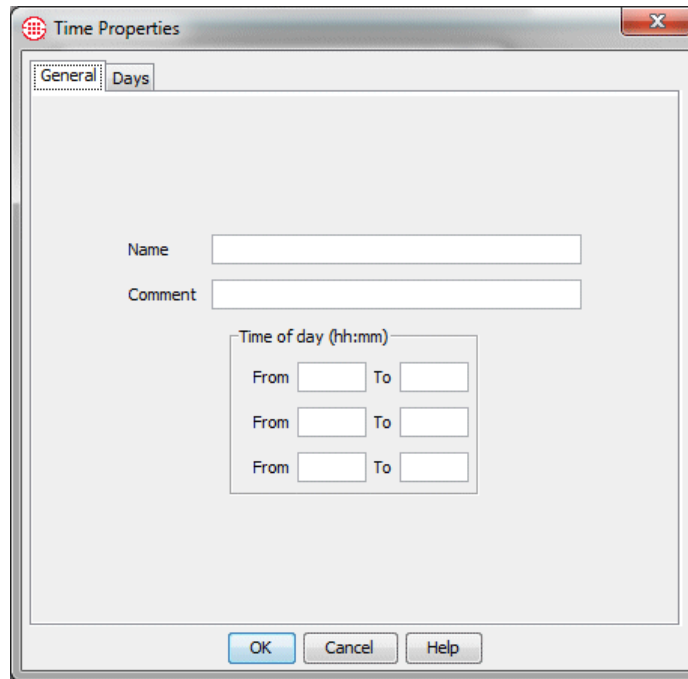 Time Properties
General Days
Name
Comment
Time of day (hh:mm)
From To
From To
From To
OK Cancel Help